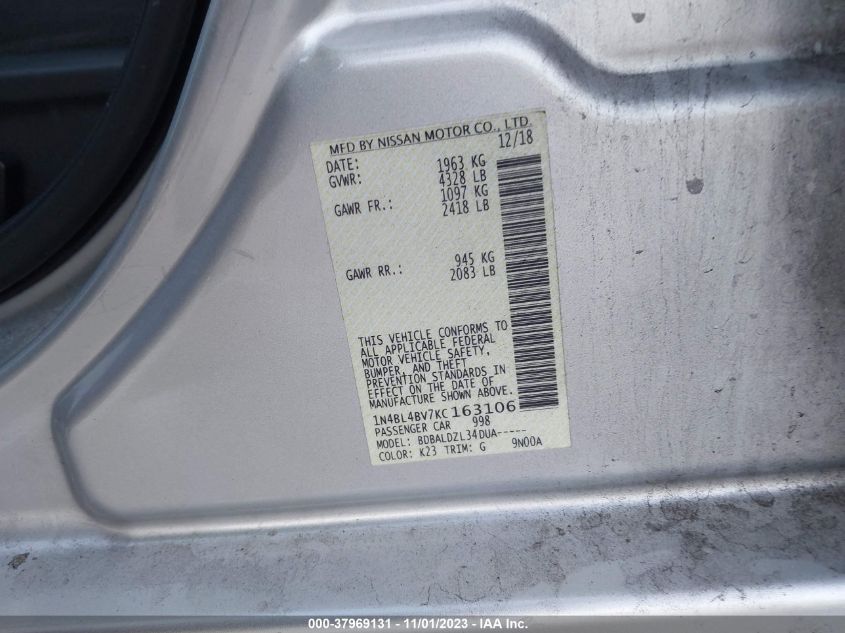 MFD BY NISSAN MOTOR CO., LTD.
DATE: 12/18
GVWR: 1963 KG
4328 LB
GAWR FR.: 1097 KG
2418 LB
GAWR RR.: 945 KG
2083 LB
THIS VEHICLE CONFORMS TO
ALL APPLICABLE FEDERAL
MOTOR VEHICLE SAFETY,
BUMPER, AND THEFT
PREVENTION STANDARDS IN
EFFECT ON THE DATE OF
MANUFACTURE SHOWN ABOVE.
1N4BL4BV7KC163106
PASSENGER CAR 998
MODEL: BDBALDZL34DUA-----
COLOR: K23 TRIM: G 9N00A
000-37969131 - 11/01/2023 - IAAI.com